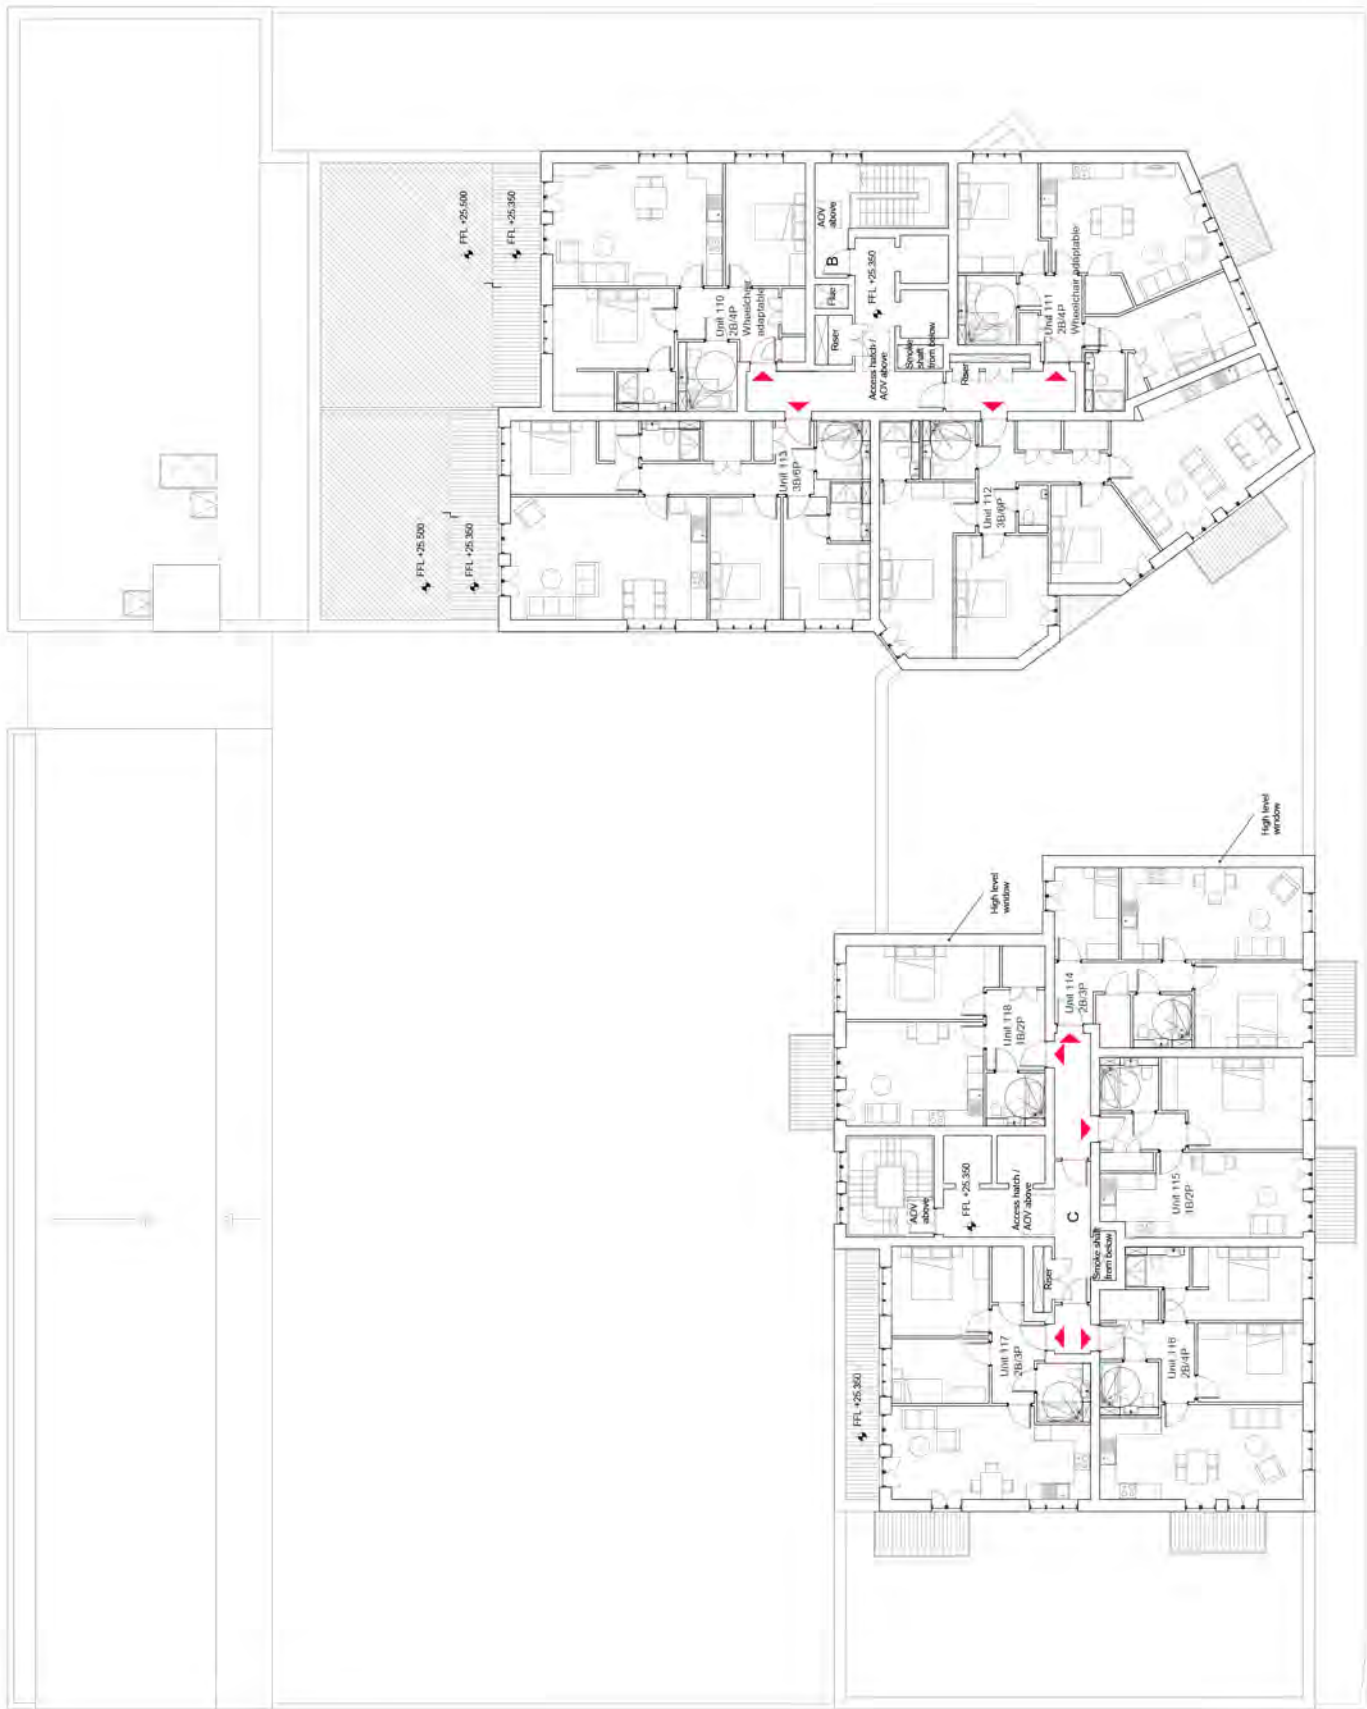 FFL +25.500
FFL +25.350
Unit 110
2B/4P
Wheelchair
adaptable
AOV
above
B
Flue
FFL +25.350
Riser
Access hatch /
AOV above
Smoke
shaft
from below
Riser
Unit 111
2B/4P
Wheelchair adaptable
FFL +25.500
FFL +25.350
Unit 113
3B/6P
Unit 112
3B/6P
High level
window
High level
window
Unit 118
1B/2P
Unit 114
2B/3P
AOV
above
FFL +25.350
Access hatch /
AOV above
C
Unit 115
1B/2P
Riser
Smoke shaft
from below
FFL +25.350
Unit 117
2B/3P
Unit 116
2B/4P